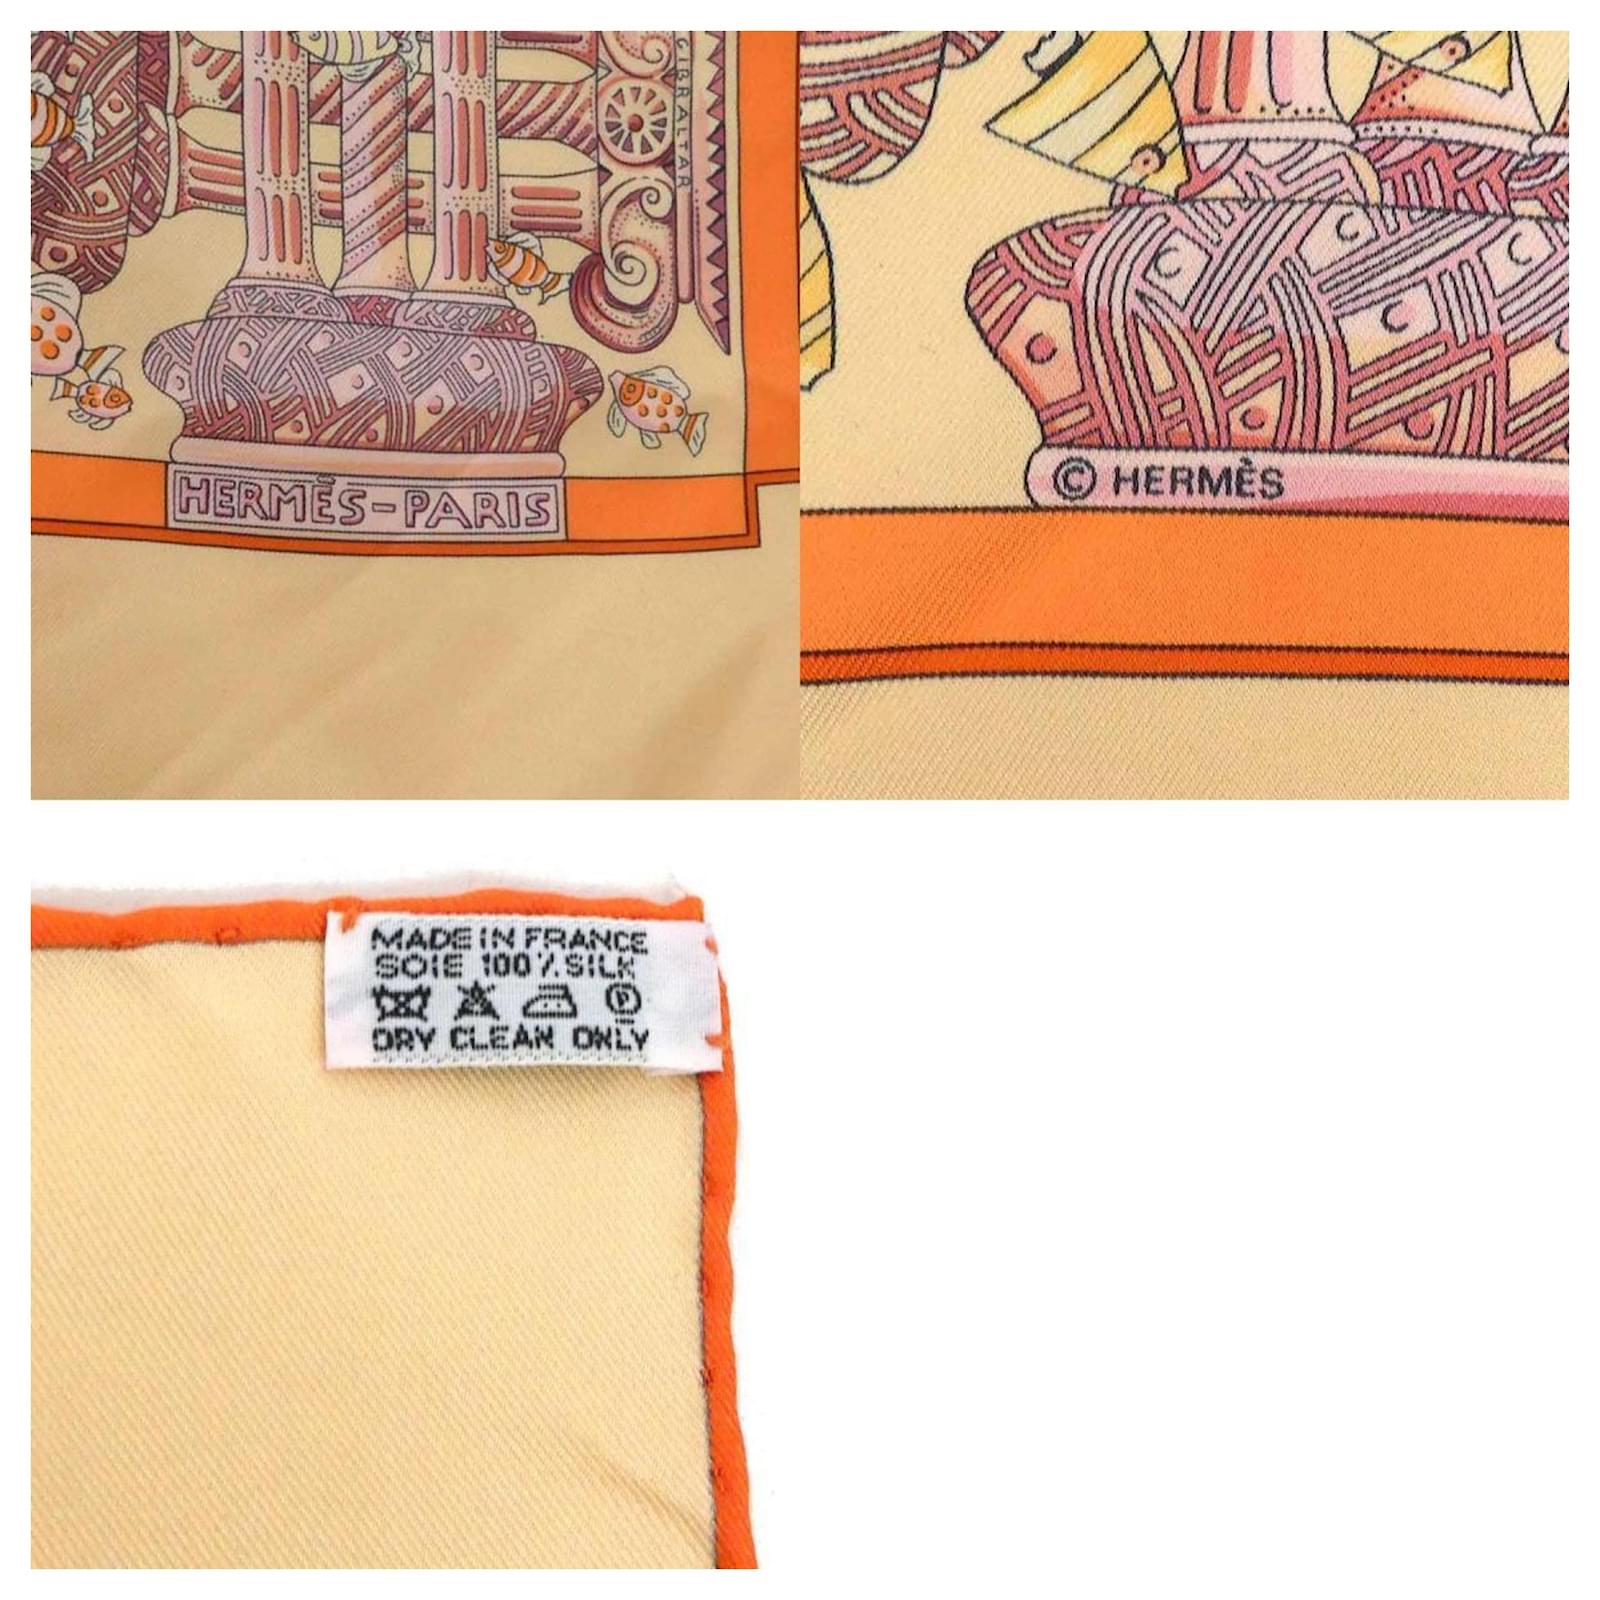 GIBRALTAR
HERMÈS-PARIS
© HERMÈS
MADE IN FRANCE
SOIE 100% SILK
P
DRY CLEAN ONLY